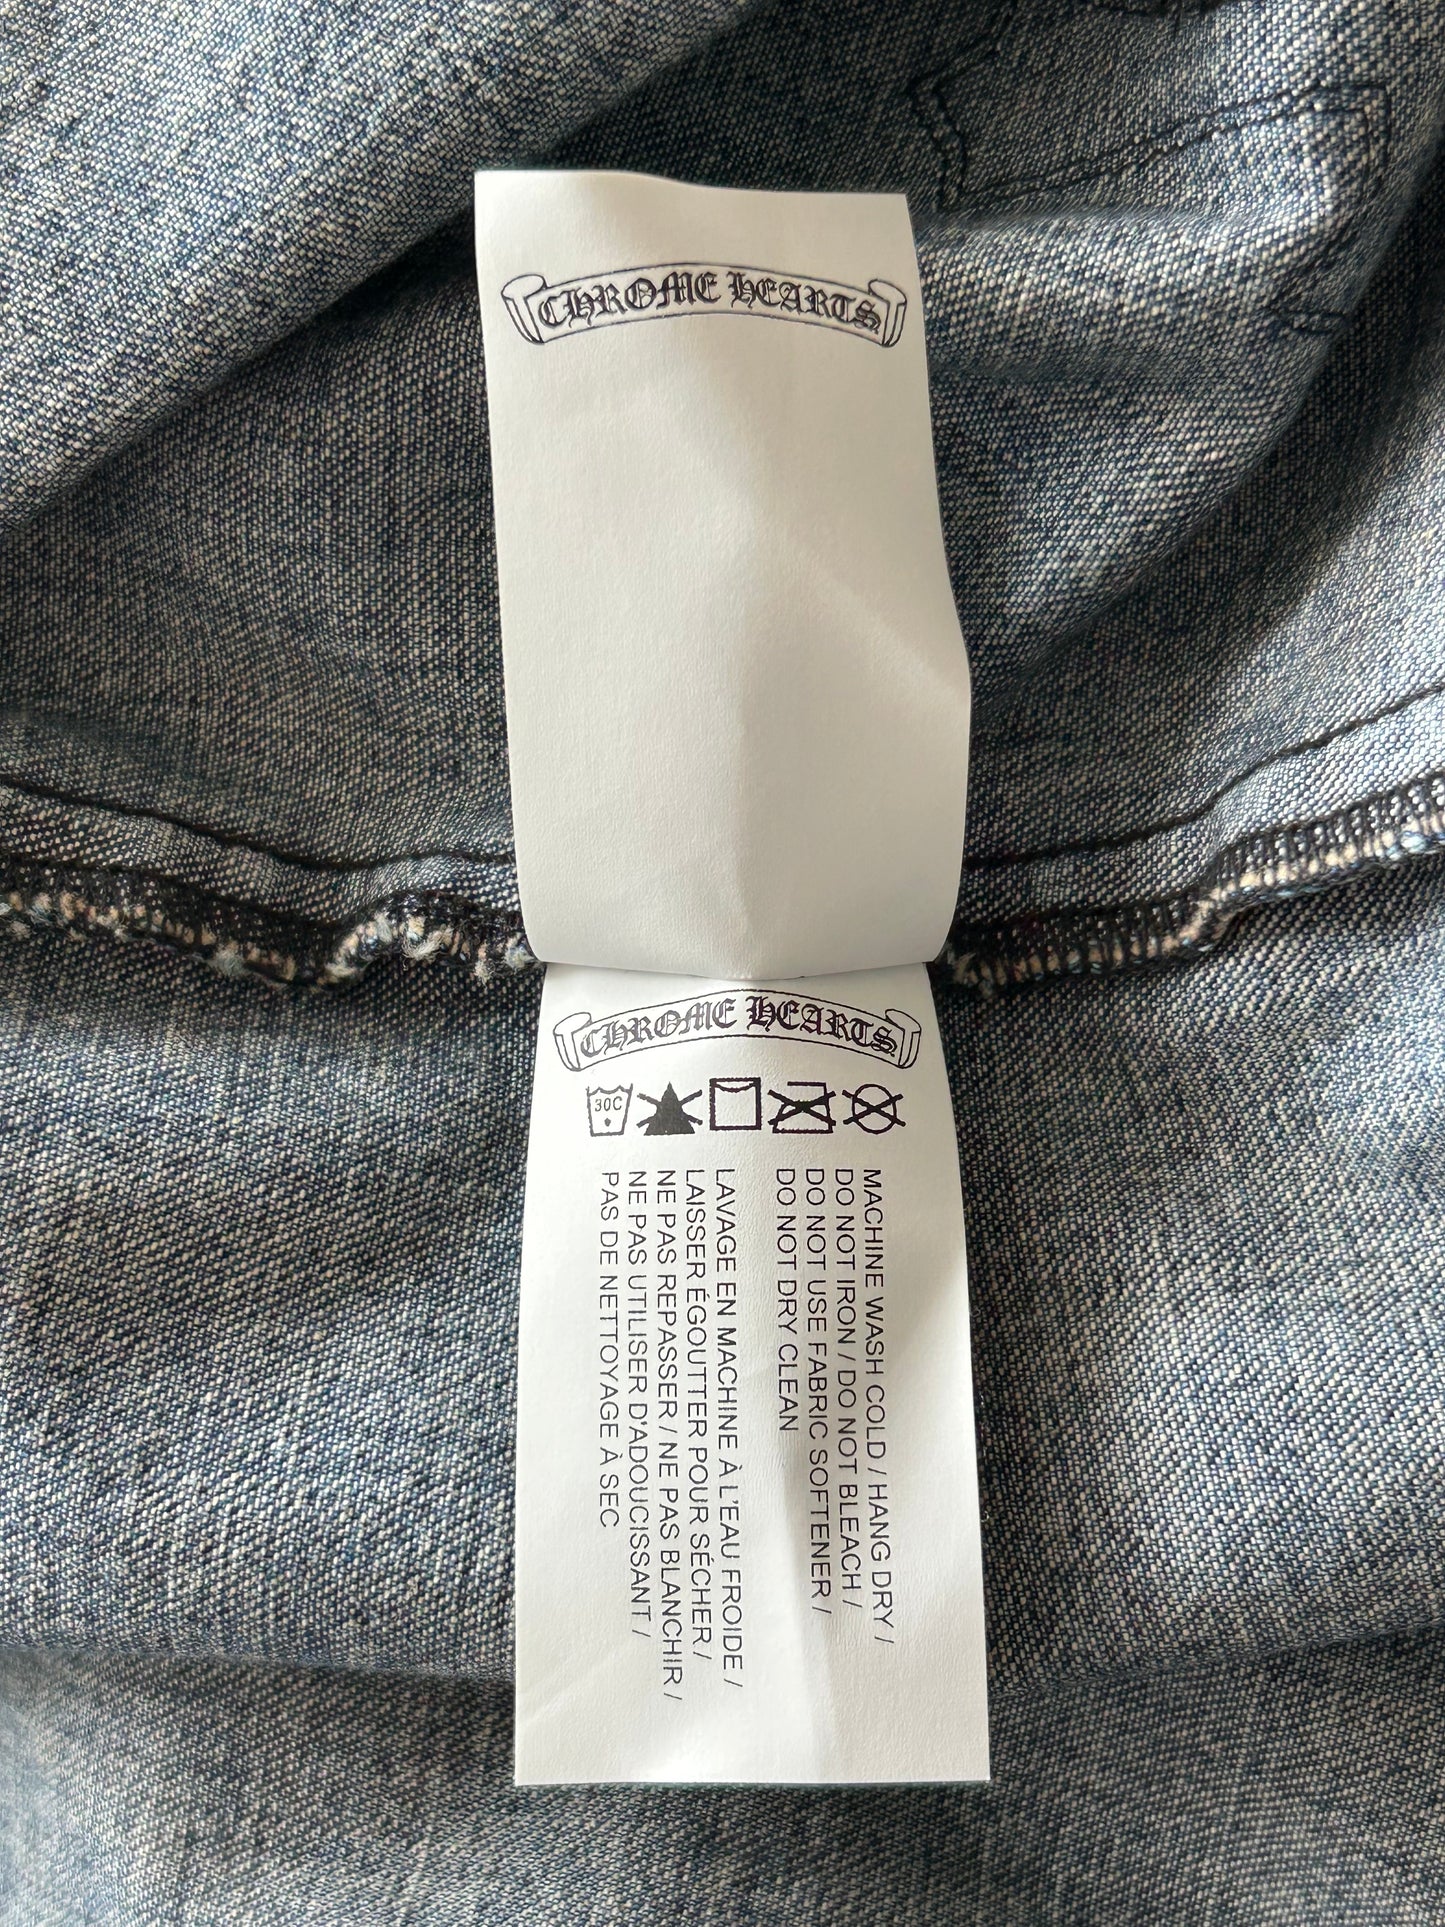 CHROME HEARTS
CHROME HEARTS
30C
MACHINE WASH COLD / HANG DRY /
DO NOT IRON / DO NOT BLEACH /
DO NOT USE FABRIC SOFTENER /
DO NOT DRY CLEAN
LAVAGE EN MACHINE À L'EAU FROIDE /
LAISSER ÉGOUTTER POUR SÉCHER /
NE PAS REPASSER / NE PAS BLANCHIR /
NE PAS UTILISER D'ADOUCISSANT /
PAS DE NETTOYAGE À SEC